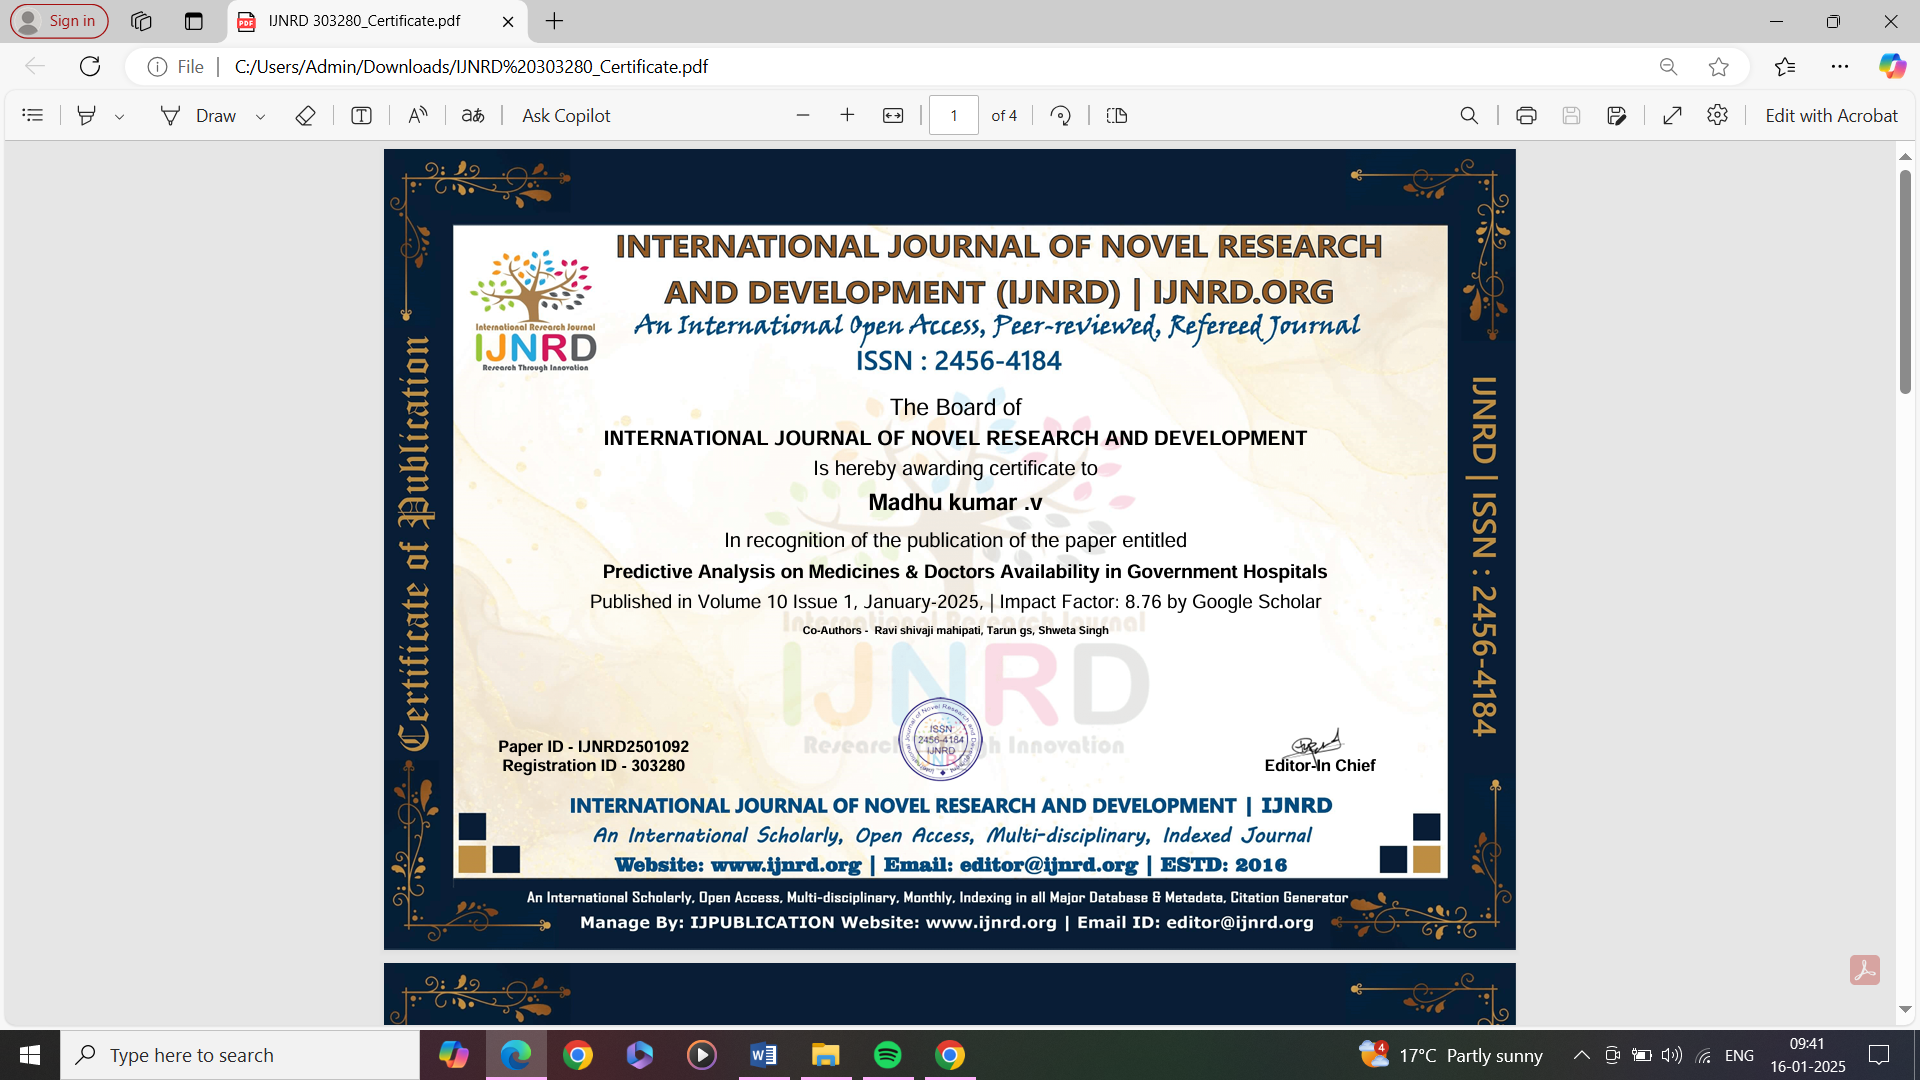 Sign in
IJNRD 303280_Certificate.pdf
File
C:/Users/Admin/Downloads/IJNRD%20303280_Certificate.pdf
Draw
Ask Copilot
1 of 4
Edit with Acrobat
INTERNATIONAL JOURNAL OF NOVEL RESEARCH
AND DEVELOPMENT (IJNRD) | IJNRD.ORG
An International Open Access, Peer-reviewed, Refereed Journal
ISSN : 2456-4184
International Research Journal
IJNRD
Research Through Innovation
Certificate of Publication
IJNRD | ISSN : 2456-4184
The Board of
INTERNATIONAL JOURNAL OF NOVEL RESEARCH AND DEVELOPMENT
Is hereby awarding certificate to
Madhu kumar .v
In recognition of the publication of the paper entitled
Predictive Analysis on Medicines & Doctors Availability in Government Hospitals
Published in Volume 10 Issue 1, January-2025, | Impact Factor: 8.76 by Google Scholar
International Research Journal
Co-Authors - Ravi shivaji mahipati, Tarun gs, Shweta Singh
IJNRD
Research Through Innovation
ISSN
2456-4184
IJNRD
Paper ID - IJNRD2501092
Registration ID - 303280
Editor-In Chief
INTERNATIONAL JOURNAL OF NOVEL RESEARCH AND DEVELOPMENT | IJNRD
An International Scholarly, Open Access, Multi-disciplinary, Indexed Journal
Website: www.ijnrd.org | Email: editor@ijnrd.org | ESTD: 2016
An International Scholarly, Open Access, Multi-disciplinary, Monthly, Indexing in all Major Database & Metadata, Citation Generator
Manage By: IJPUBLICATION Website: www.ijnrd.org | Email ID: editor@ijnrd.org
Type here to search
4
17°C Partly sunny
ENG
09:41
16-01-2025